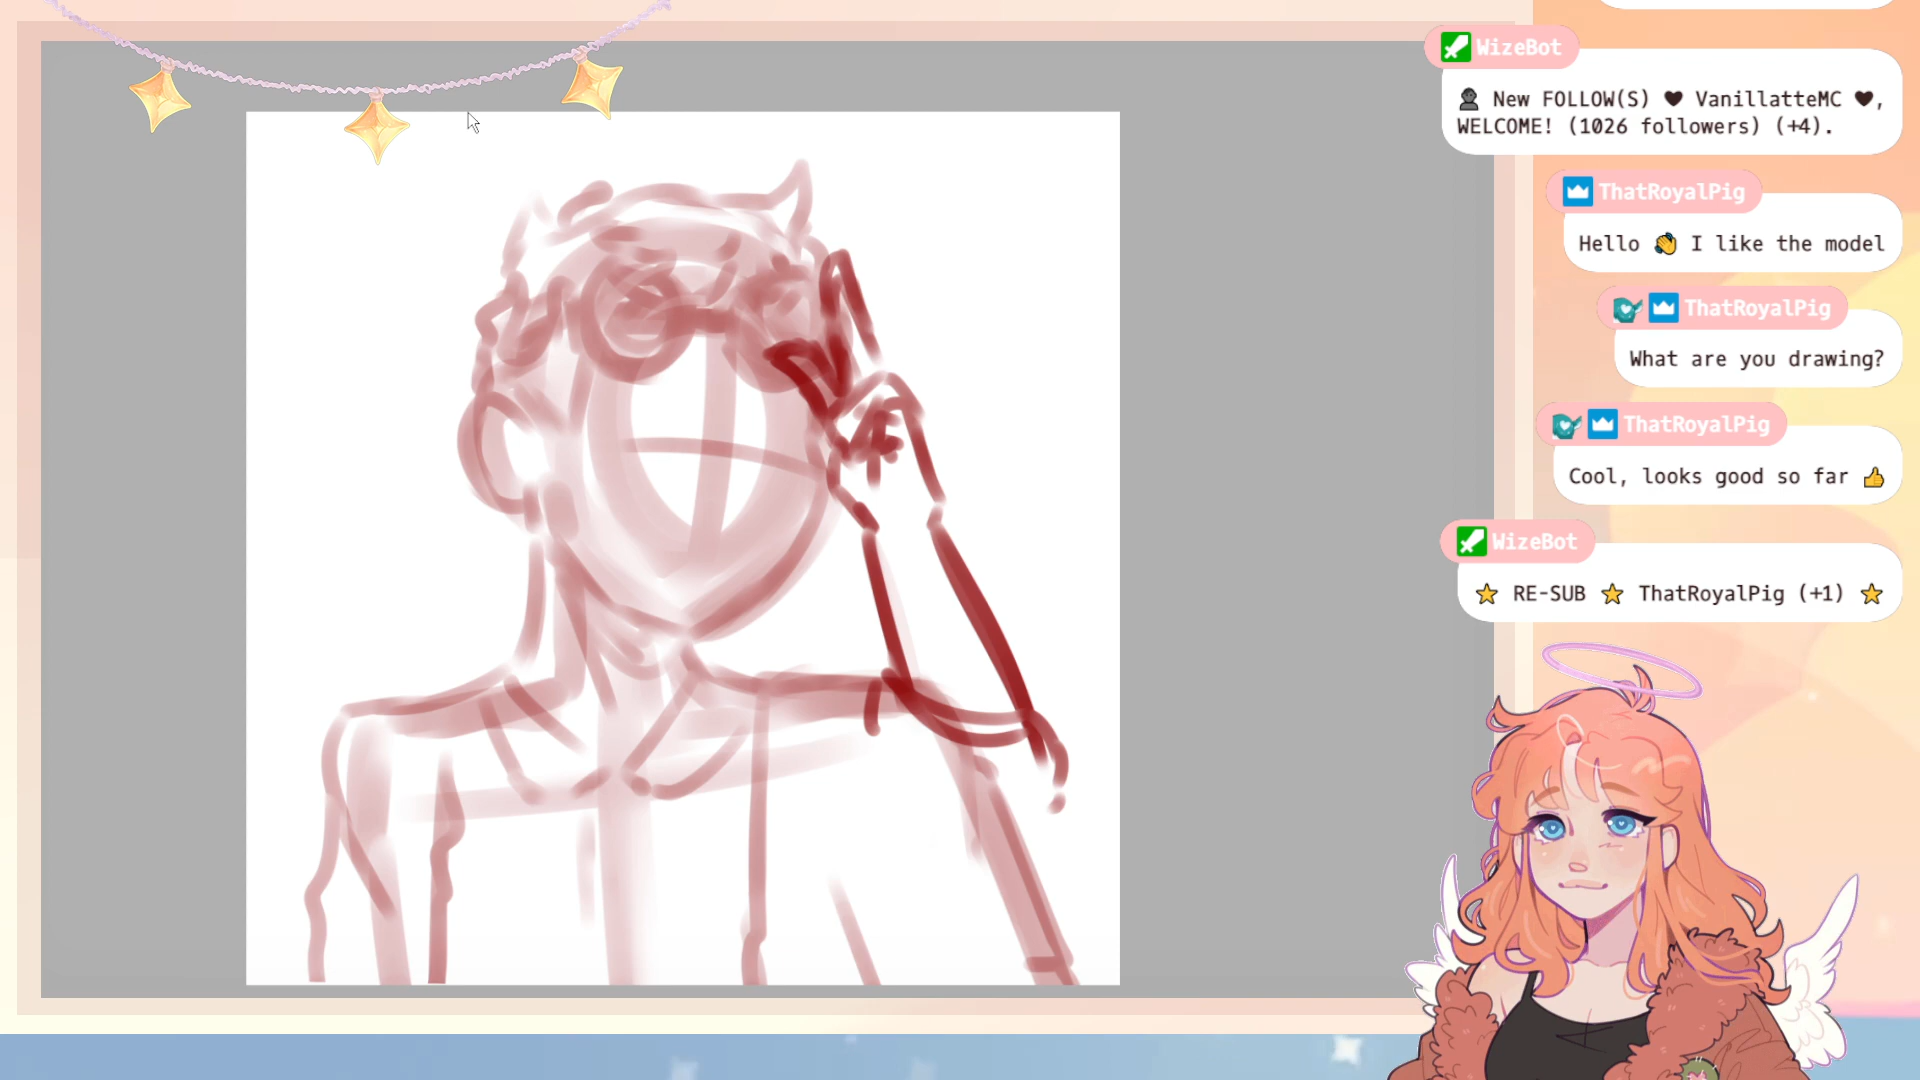 WizeBot
👤 New FOLLOW(S) ♥ VanillatteMC ♥,
WELCOME! (1026 followers) (+4).
ThatRoyalPig
Hello 👏 I like the model
ThatRoyalPig
What are you drawing?
ThatRoyalPig
Cool, looks good so far 👍
WizeBot
⭐ RE-SUB ⭐ ThatRoyalPig (+1) ⭐